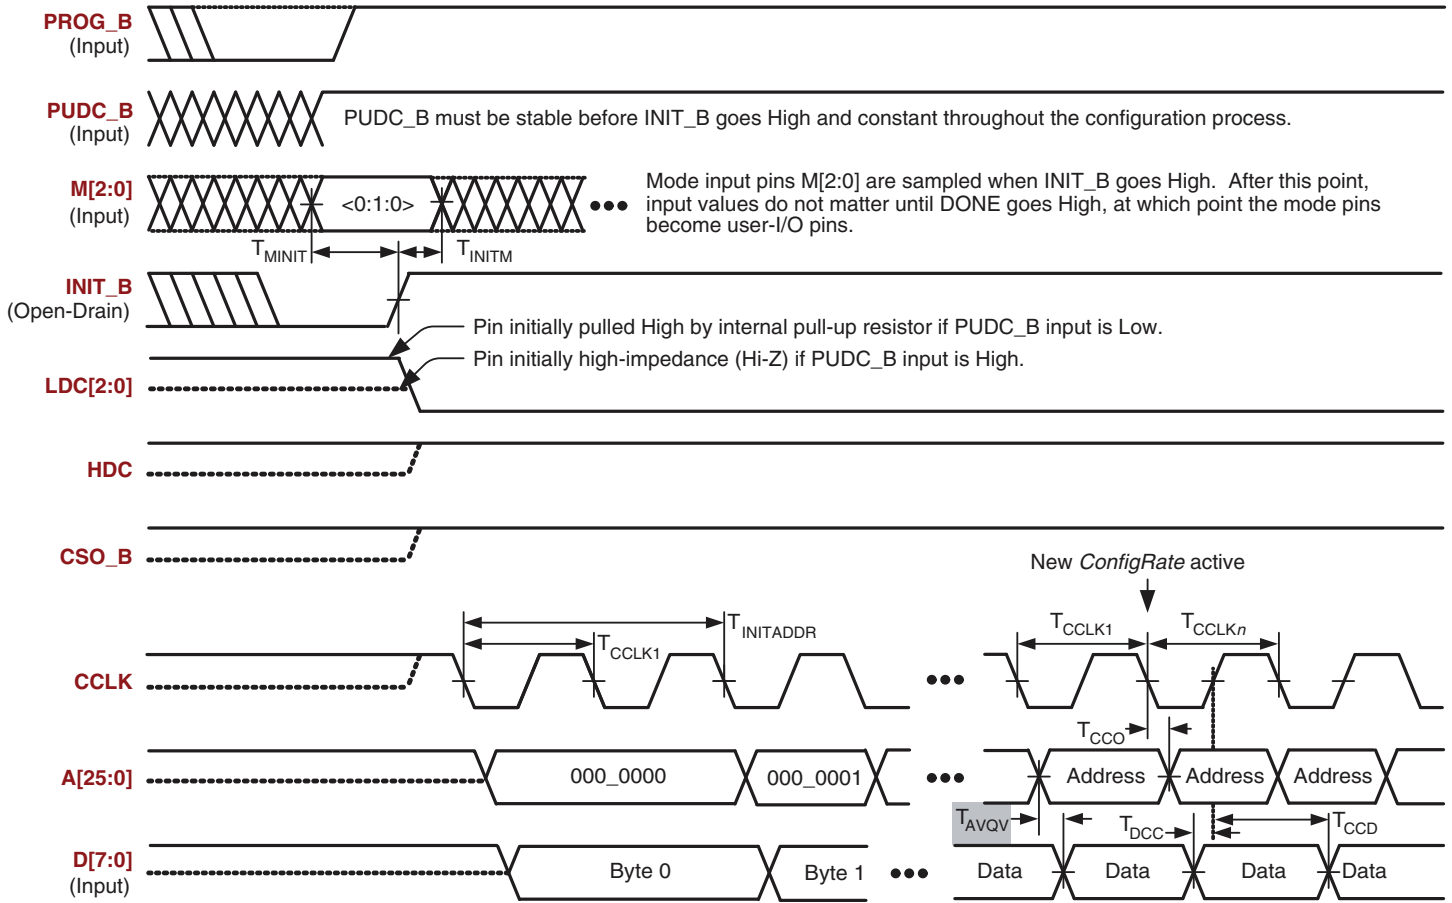 PROG_B
(Input)
PUDC_B
(Input)
PUDC_B must be stable before INIT_B goes High and constant throughout the configuration process.
M[2:0]
(Input)
<0:1:0>
Mode input pins M[2:0] are sampled when INIT_B goes High. After this point,
input values do not matter until DONE goes High, at which point the mode pins
become user-I/O pins.
TMINIT
TINITM
INIT_B
(Open-Drain)
Pin initially pulled High by internal pull-up resistor if PUDC_B input is Low.
Pin initially high-impedance (Hi-Z) if PUDC_B input is High.
LDC[2:0]
HDC
CSO_B
New ConfigRate active
TINITADDR
TCCLK1
TCCLK1
TCCLKn
CCLK
TCCO
A[25:0]
000_0000
000_0001
Address
Address
Address
TAVQV
TDCC
TCCD
D[7:0]
(Input)
Byte 0
Byte 1
Data
Data
Data
Data